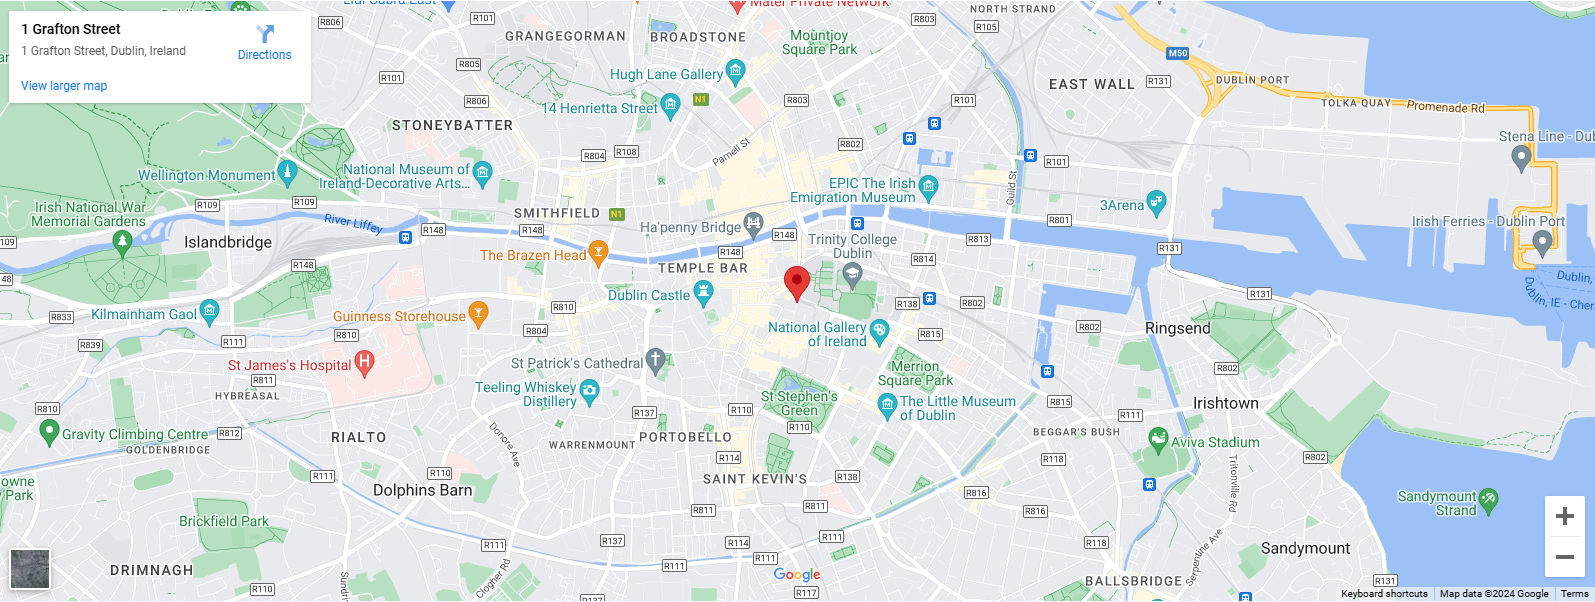 Lidl Cabra East
Mater Private Network
NORTH STRAND
1 Grafton Street
1 Grafton Street, Dublin, Ireland
Directions
View larger map
R806
R101
R803
R105
GRANGEGORMAN
BROADSTONE
Mountjoy
Square Park
M50
R805
R101
Hugh Lane Gallery
EAST WALL
R131
DUBLIN PORT
R806
14 Henrietta Street
N1
R803
R101
TOLKA QUAY
Promenade Rd
STONEYBATTER
Stena Line - Dub
R804
R108
Parnell St
R802
R101
National Museum of
Ireland-Decorative Arts...
Wellington Monument
EPIC The Irish
Emigration Museum
Guild St
3Arena
Irish National War
Memorial Gardens
R109
R109
SMITHFIELD
N1
Ha'penny Bridge
R801
Irish Ferries - Dublin Port
River Liffey
R148
R148
R148
Trinity College
Dublin
R813
R131
109
Islandbridge
R148
The Brazen Head
R148
TEMPLE BAR
R814
48
Dublin,
Dublin, IE - Cher
Dublin Castle
R138
R802
R131
Kilmainham Gaol
R833
R810
Guinness Storehouse
R804
R810
National Gallery
of Ireland
R815
R802
Ringsend
R839
R111
St James's Hospital
St Patrick's Cathedral
Merrion
Square Park
R802
R811
HYBREASAL
Teeling Whiskey
Distillery
St Stephen's
Green
The Little Museum
of Dublin
R815
Irishtown
R810
R137
R110
R111
Gravity Climbing Centre
R812
RIALTO
Donore Ave
WARRENMOUNT
PORTOBELLO
R110
BEGGAR'S BUSH
Aviva Stadium
GOLDENBRIDGE
R114
R118
R802
Tritonville Rd
owne
y Park
R111
R110
SAINT KEVIN'S
R138
Dolphins Barn
R816
Sandymount
Strand
R811
R811
R816
Brickfield Park
R111
R137
R114
R111
R118
Serpentine Ave
Sandymount
R111
R111
DRIMNAGH
Clogher Rd
Google
BALLSBRIDGE
R131
R110
R137
R117
Keyboard shortcuts
Map data ©2024 Google
Terms